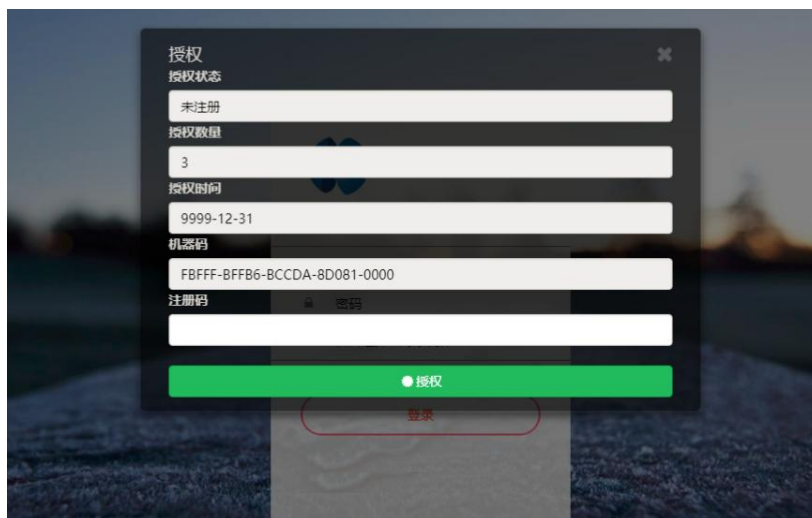 授权
授权状态
未注册
授权数量
3
授权时间
9999-12-31
机器码
FBFFF-BFFB6-BCCDA-8D081-0000
注册码
密码
授权
登录